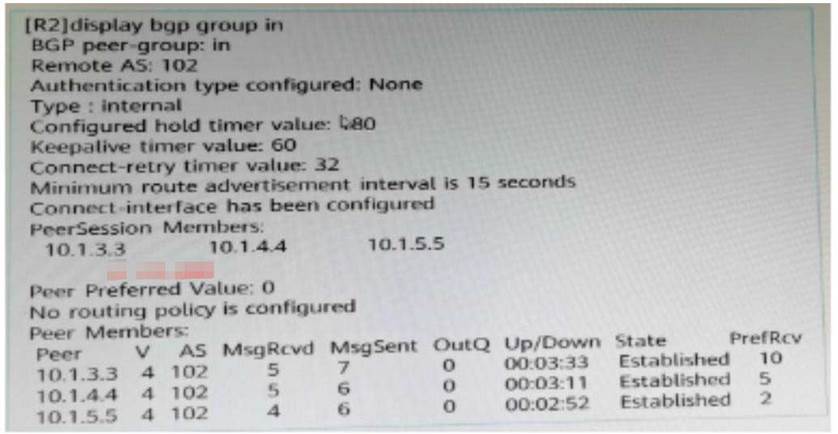 [R2]display bgp group in
BGP peer-group: in
Remote AS: 102
Authentication type configured: None
Type : internal
Configured hold timer value: 180
Keepalive timer value: 60
Connect-retry timer value: 32
Minimum route advertisement interval is 15 seconds
Connect-interface has been configured
PeerSession Members:
10.1.3.3 10.1.4.4 10.1.5.5
Peer Preferred Value: 0
No routing policy is configured
Peer Members:
Peer V AS MsgRcvd MsgSent OutQ Up/Down State PrefRcv
10.1.3.3 4 102 5 7 0 00:03:33 Established 10
10.1.4.4 4 102 5 6 0 00:03:11 Established 5
10.1.5.5 4 102 4 6 0 00:02:52 Established 2